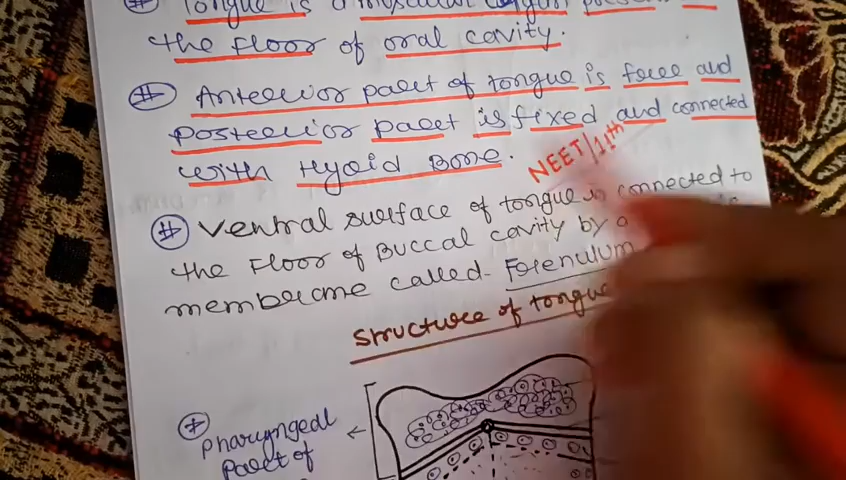 # Tongue is a muscular organ present
the floor of oral cavity.
# Anterior part of tongue is free and
posterior part is fixed and connected
with Hyoid Bone.
NEET/11th
# Ventral surface of tongue is connected to
the Floor of Buccal cavity by a
membrane called - Frenulum
Structure of tongue
* Pharyngeal
part of